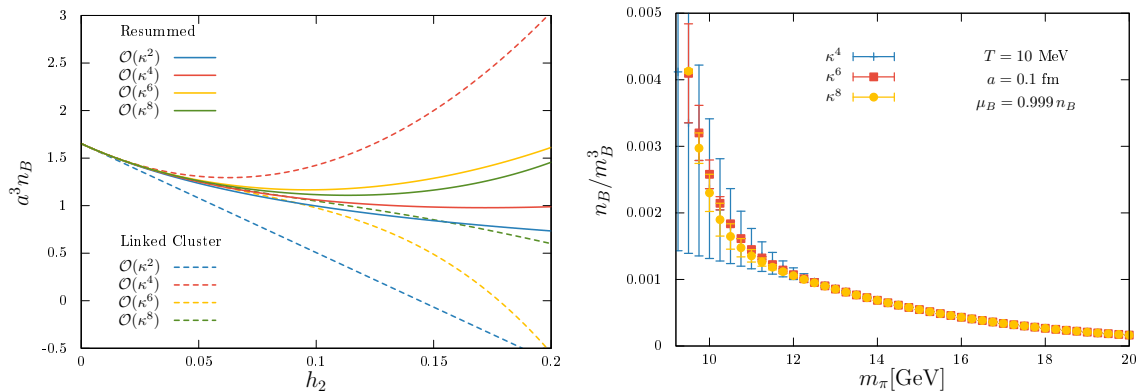 3
2.5
2
1.5
1
0.5
0
-0.5
a³n_B
Resummed
𝒪(κ²)
𝒪(κ⁴)
𝒪(κ⁶)
𝒪(κ⁸)
Linked Cluster
𝒪(κ²)
𝒪(κ⁴)
𝒪(κ⁶)
𝒪(κ⁸)
0 0.05 0.1 0.15 0.2
h₂
0.005
0.004
0.003
0.002
0.001
0
n_B/m_B³
κ⁴
κ⁶
κ⁸
T = 10 MeV
a = 0.1 fm
μ_B = 0.999 n_B
10 12 14 16 18 20
m_π[GeV]